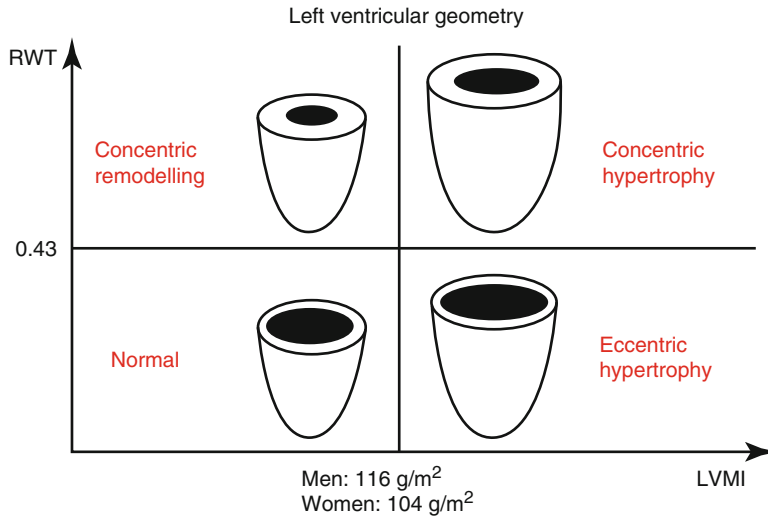 Left ventricular geometry
RWT
Concentric
remodelling
Concentric
hypertrophy
0.43
Normal
Eccentric
hypertrophy
Men: 116 g/m²
Women: 104 g/m²
LVMI